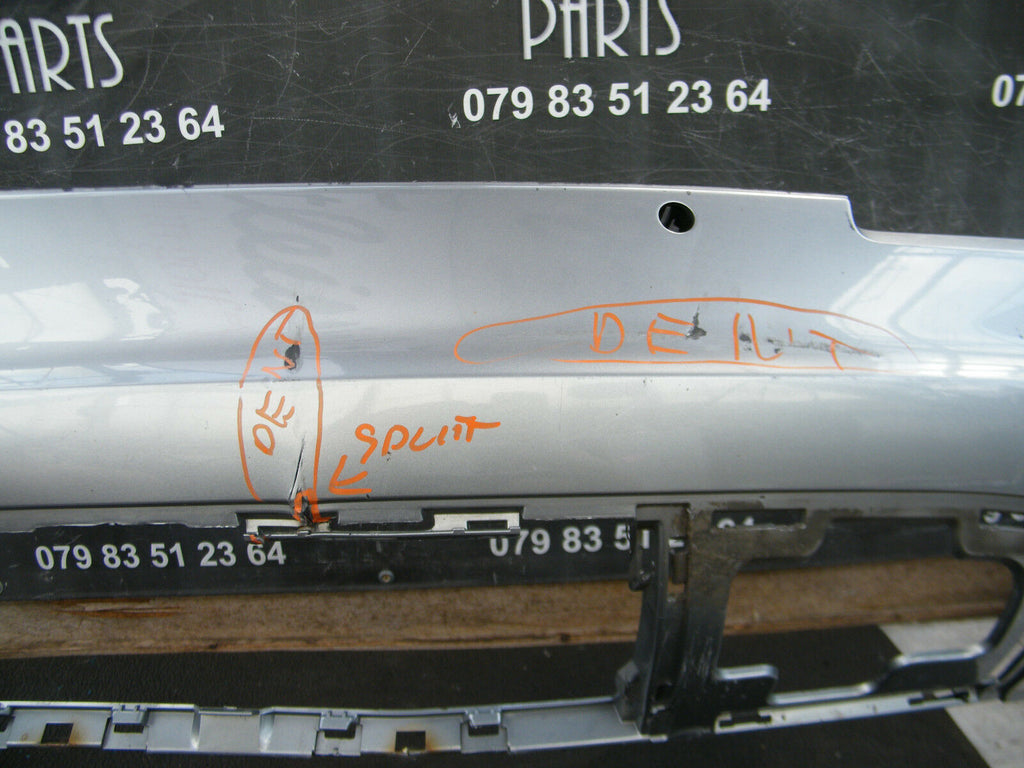 ARTS
PARTS
83 51 23 64
079 83 51 23 64
07
DENT
DENT
SPLIT
079 83 51 23 64
079 83 51 2